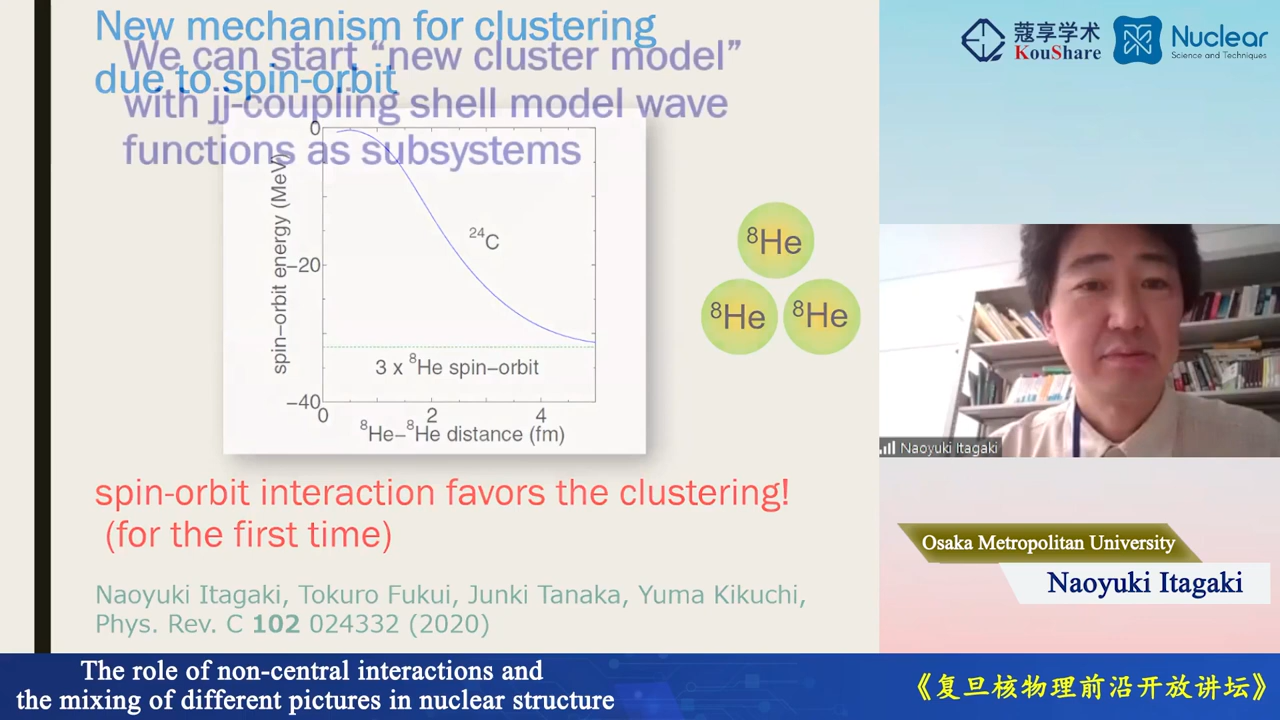 New mechanism for clustering
due to spin-orbit
We can start “new cluster model”
with jj-coupling shell model wave
functions as subsystems
0
−20
−40
spin−orbit energy (MeV)
24C
3 x 8He spin−orbit
0 2 4
8He−8He distance (fm)
8He
8He 8He
spin-orbit interaction favors the clustering!
(for the first time)
Naoyuki Itagaki, Tokuro Fukui, Junki Tanaka, Yuma Kikuchi,
Phys. Rev. C 102 024332 (2020)
蔻享学术
KouShare
Nuclear
Science and Techniques
Naoyuki Itagaki
Osaka Metropolitan University
Naoyuki Itagaki
The role of non-central interactions and
the mixing of different pictures in nuclear structure
《复旦核物理前沿开放讲坛》